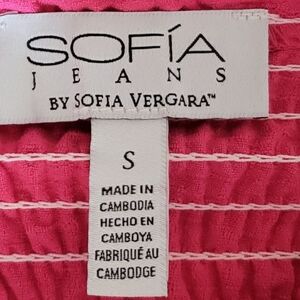 SOFÍA
JEANS
BY SOFIA VERGARA™
S
MADE IN
CAMBODIA
HECHO EN
CAMBOYA
FABRIQUÉ AU
CAMBODGE